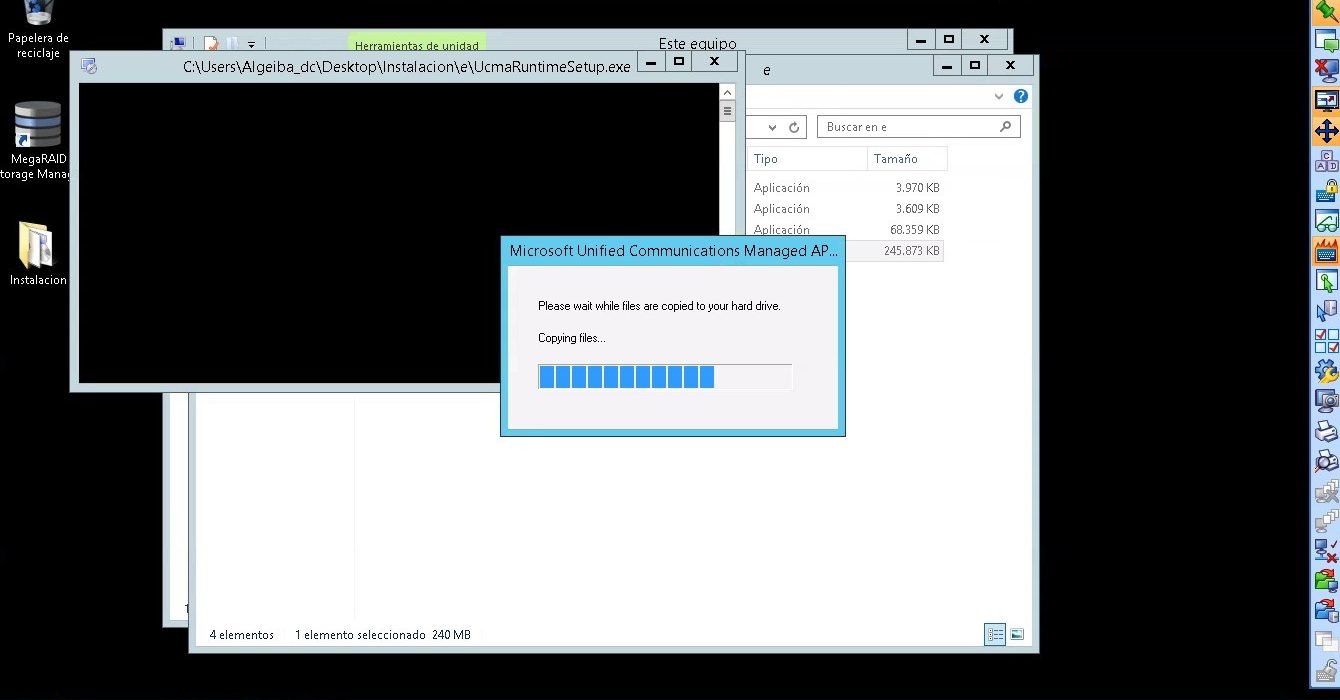 Papelera de
reciclaje
MegaRAID
torage Mana
Instalacion
Herramientas de unidad
Este equipo
C:\Users\Algeiba_dc\Desktop\Instalacion\e\UcmaRuntimeSetup.exe
e
Buscar en e
Tipo
Tamaño
Aplicación
3.970 KB
Aplicación
3.609 KB
Aplicación
68.359 KB
245.873 KB
Microsoft Unified Communications Managed AP...
Please wait while files are copied to your hard drive.
Copying files...
4 elementos
1 elemento seleccionado 240 MB